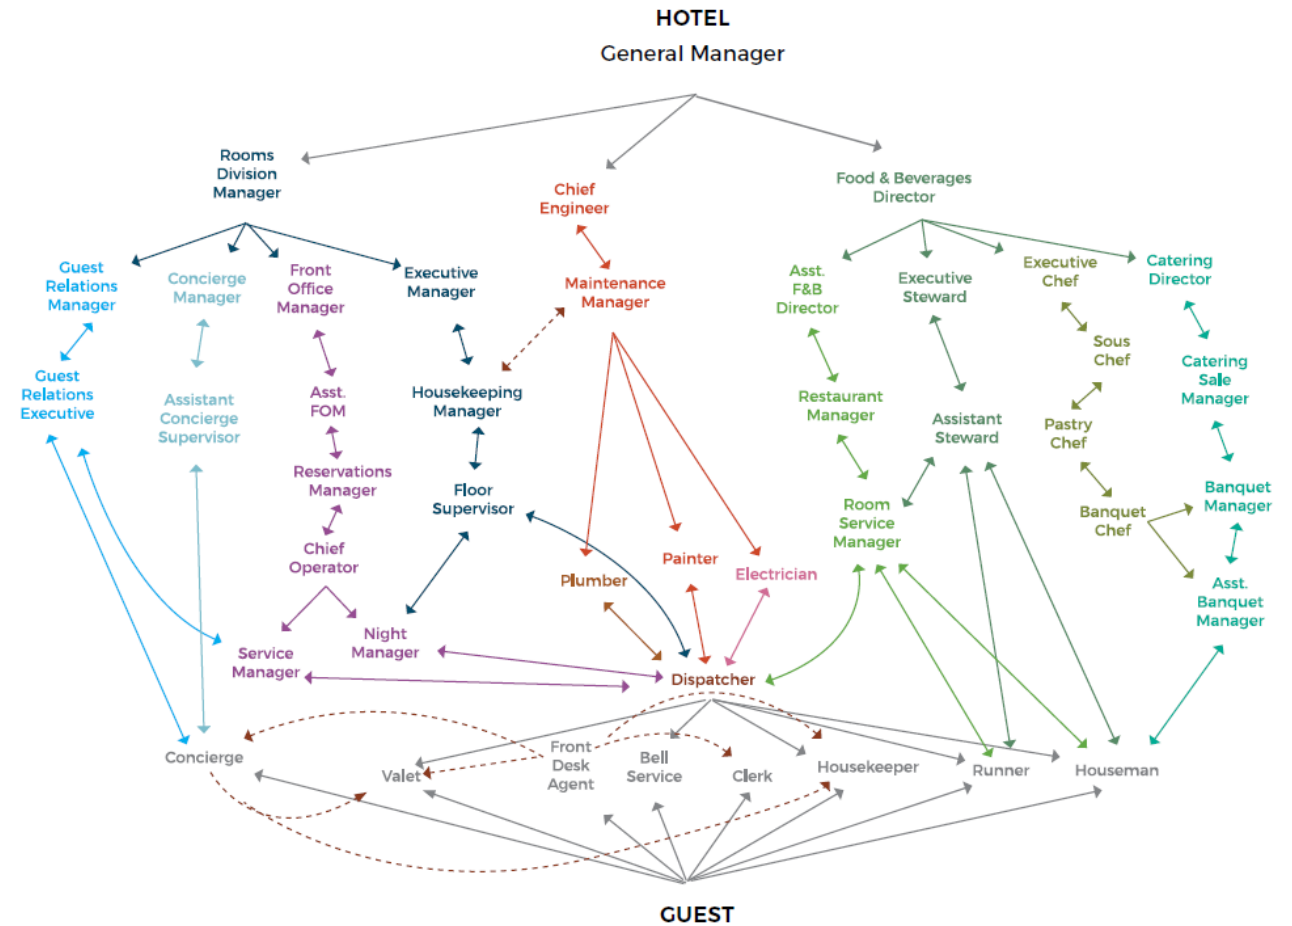 HOTEL
General Manager
Rooms
Division
Manager
Chief
Engineer
Food & Beverages
Director
Guest
Relations
Manager
Concierge
Manager
Front
Office
Manager
Executive
Manager
Maintenance
Manager
Asst.
F&B
Director
Executive
Steward
Executive
Chef
Catering
Director
Guest
Relations
Executive
Assistant
Concierge
Supervisor
Asst.
FOM
Housekeeping
Manager
Restaurant
Manager
Assistant
Steward
Sous
Chef
Pastry
Chef
Catering
Sale
Manager
Reservations
Manager
Floor
Supervisor
Room
Service
Manager
Banquet
Chef
Banquet
Manager
Chief
Operator
Plumber
Painter
Electrician
Asst.
Banquet
Manager
Service
Manager
Night
Manager
Dispatcher
Concierge
Valet
Front
Desk
Agent
Bell
Service
Clerk
Housekeeper
Runner
Houseman
GUEST